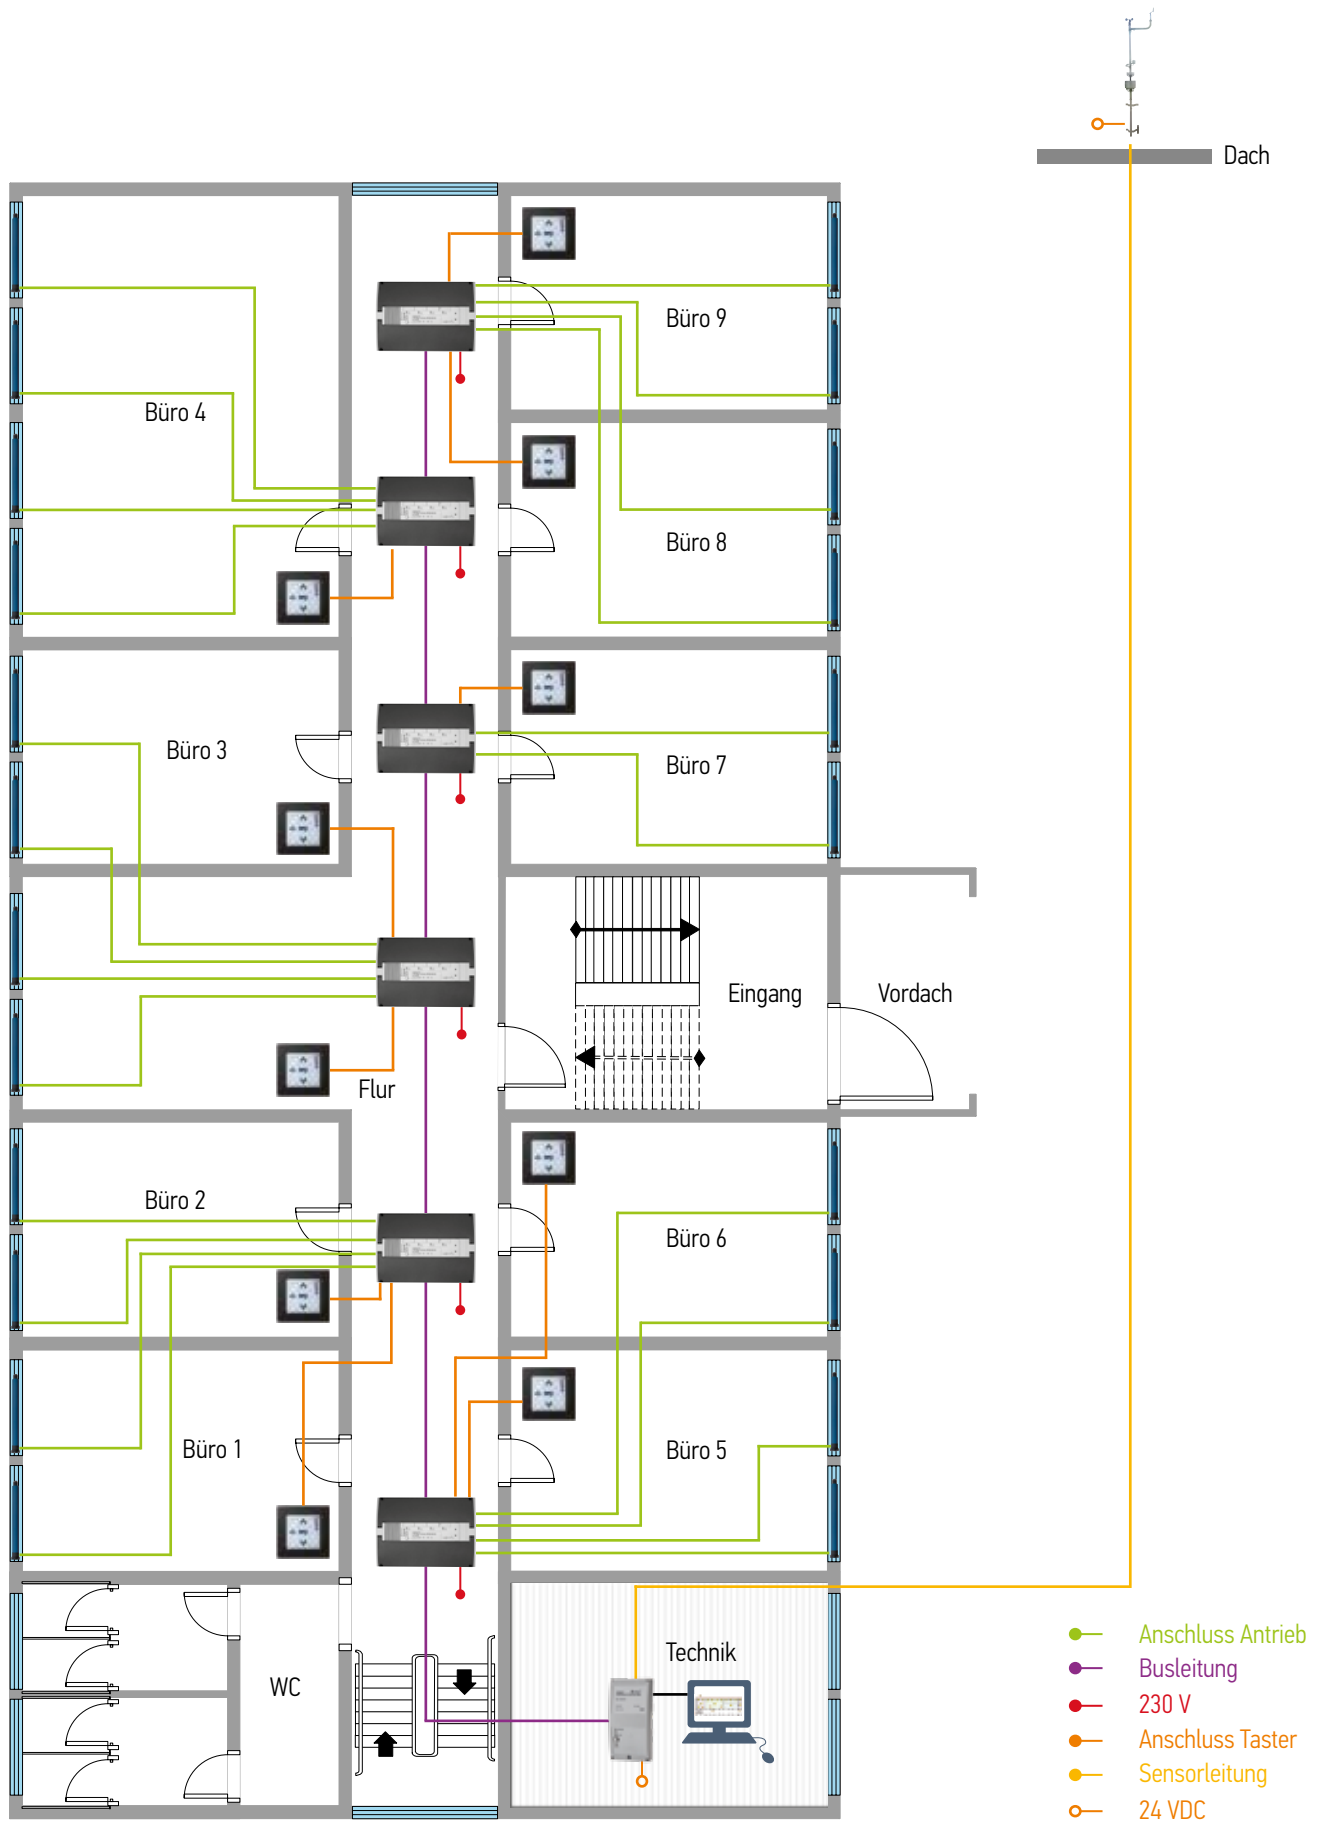 Dach
Büro 9
Büro 4
Büro 8
Büro 3
Büro 7
Eingang
Vordach
Flur
Büro 2
Büro 6
Büro 1
Büro 5
Technik
WC
Anschluss Antrieb
Busleitung
230 V
Anschluss Taster
Sensorleitung
24 VDC